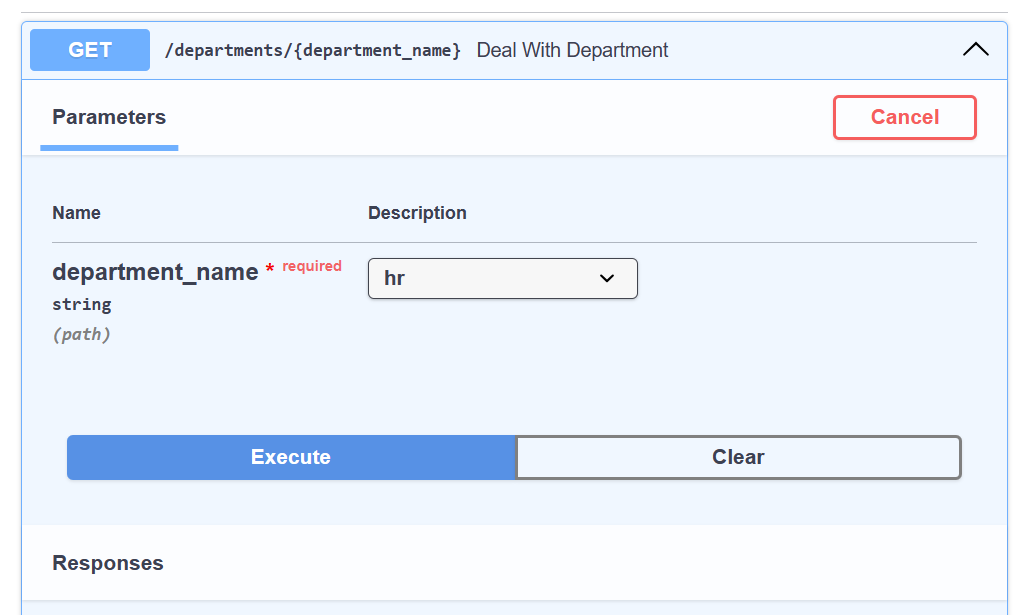 GET /departments/{department_name} Deal With Department
Parameters Cancel
Name Description
department_name * required hr
string
(path)
Execute Clear
Responses